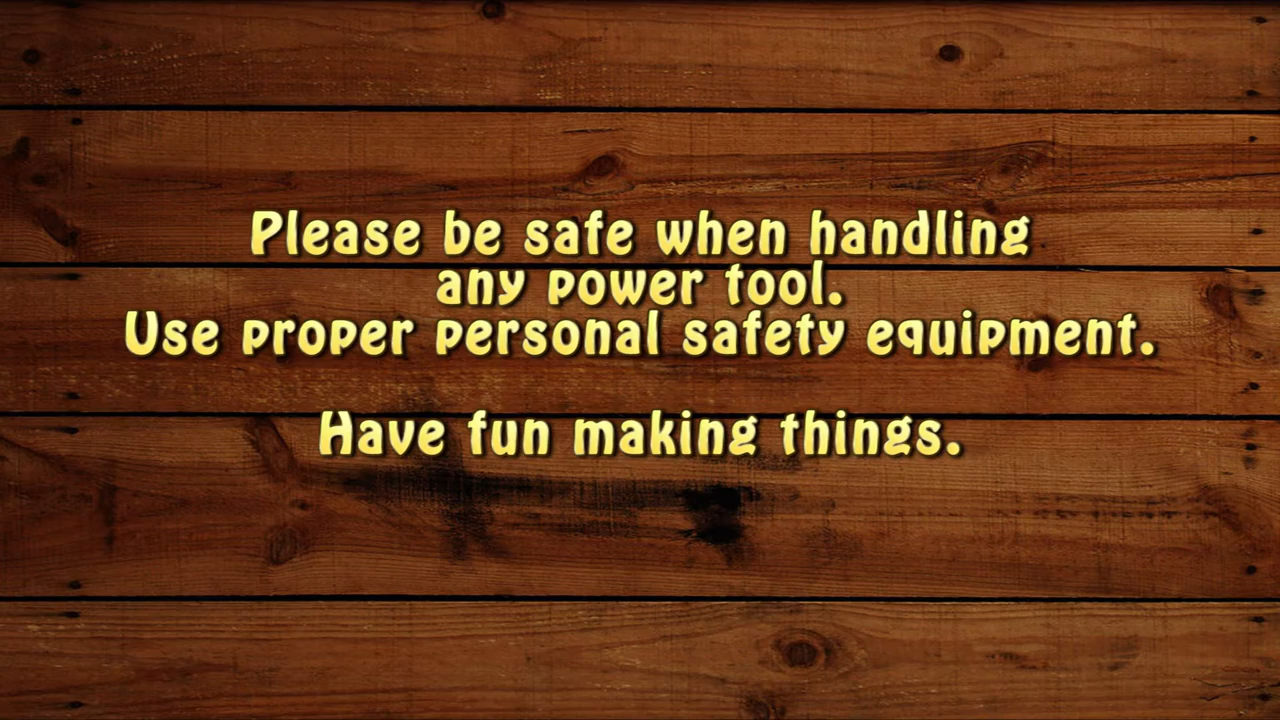 Please be safe when handling
any power tool.
Use proper personal safety equipment.
Have fun making things.